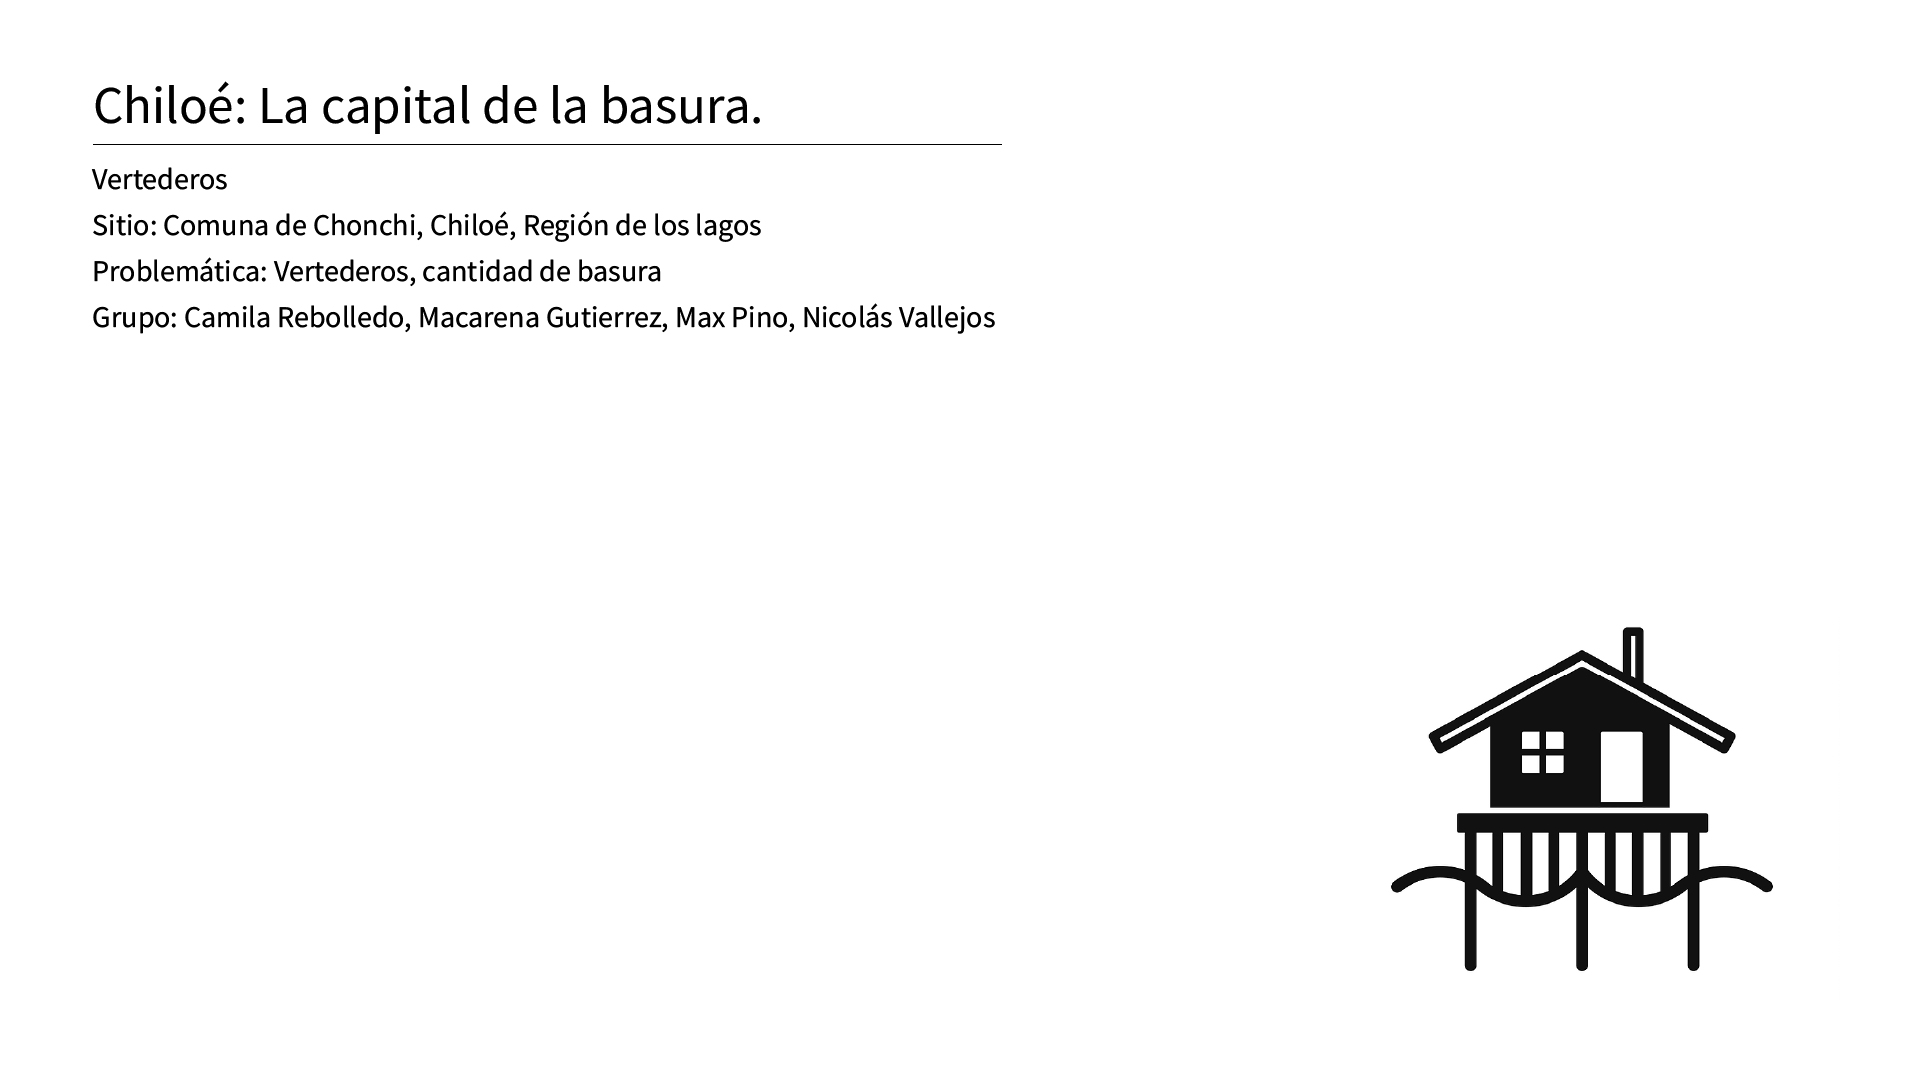 Chiloé: La capital de la basura.
Vertederos
Sitio: Comuna de Chonchi, Chiloé, Región de los lagos
Problemática: Vertederos, cantidad de basura
Grupo: Camila Rebolledo, Macarena Gutierrez, Max Pino, Nicolás Vallejos